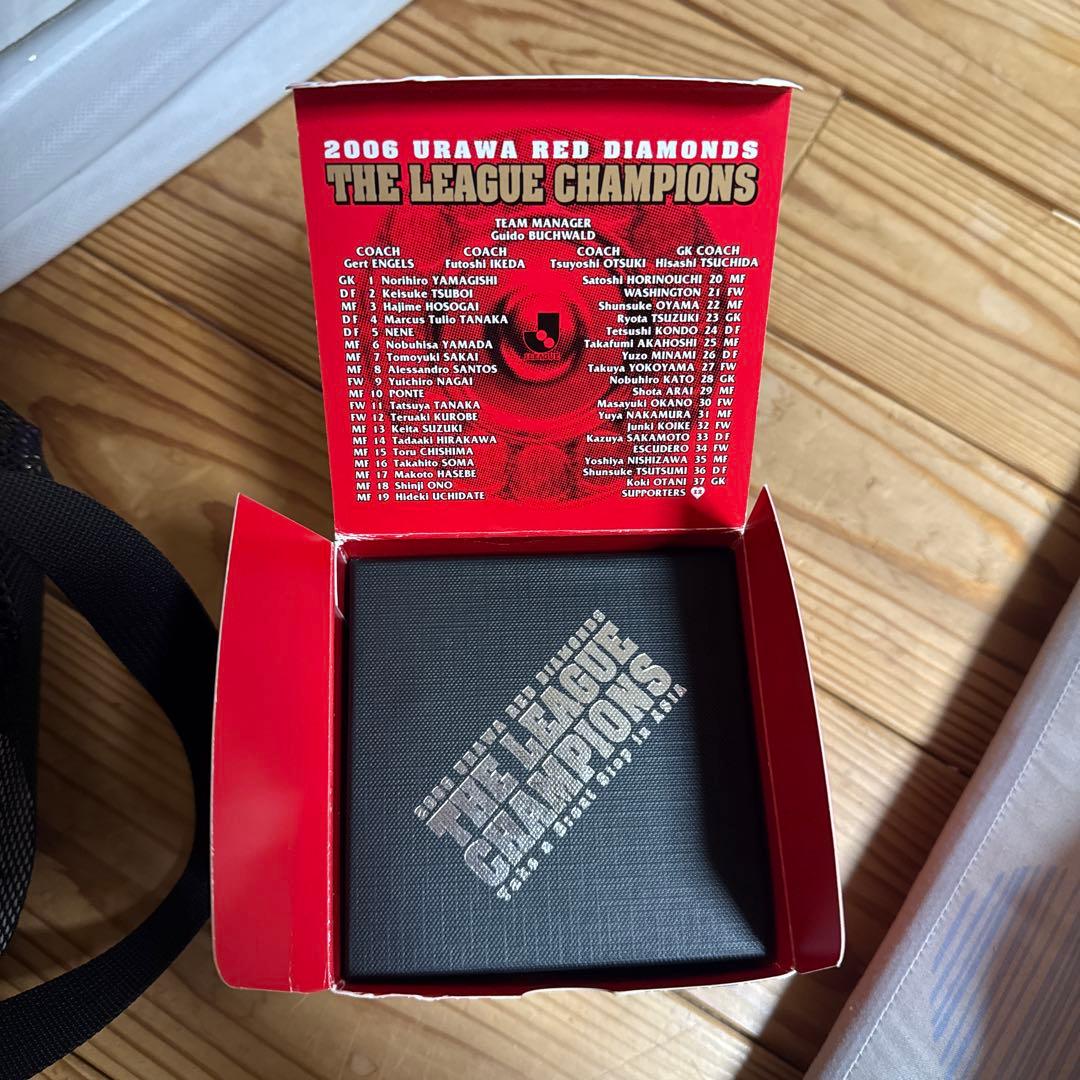 2006 URAWA RED DIAMONDS
THE LEAGUE CHAMPIONS
TEAM MANAGER
Guido BUCHWALD
COACH COACH COACH GK COACH
Gert ENGELS Futoshi IKEDA Tsuyoshi OTSUKI Hisashi TSUCHIDA
GK 1 Norihiro YAMAGISHI
DF 2 Keisuke TSUBOI
MF 3 Hajime HOSOGAI
DF 4 Marcus Tulio TANAKA
DF 5 NENE
MF 6 Nobuhisa YAMADA
MF 7 Tomoyuki SAKAI
MF 8 Alessandro SANTOS
FW 9 Yuichiro NAGAI
MF 10 PONTE
FW 11 Tatsuya TANAKA
FW 12 Teruaki KUROBE
MF 13 Keita SUZUKI
MF 14 Tadaaki HIRAKAWA
MF 15 Toru CHISHIMA
MF 16 Takahito SOMA
MF 17 Makoto HASEBE
MF 18 Shinji ONO
MF 19 Hideki UCHIDATE
Satoshi HORINOUCHI 20 MF
WASHINGTON 21 FW
Shunsuke OYAMA 22 MF
Ryota TSUZUKI 23 GK
Tetsushi KONDO 24 DF
Takafumi AKAHOSHI 25 MF
Yuzo MINAMI 26 DF
Takuya YOKOYAMA 27 FW
Nobuhiro KATO 28 GK
Shota ARAI 29 MF
Masayuki OKANO 30 FW
Yuya NAKAMURA 31 MF
Junki KOIKE 32 FW
Kazuya SAKAMOTO 33 DF
ESCUDERO 34 FW
Yoshiya NISHIZAWA 35 MF
Shunsuke TSUTSUMI 36 DF
Koki OTANI 37 GK
SUPPORTERS 12
J.LEAGUE
2006 URAWA RED DIAMONDS
THE LEAGUE
CHAMPIONS
Take a Great Step in ASIA